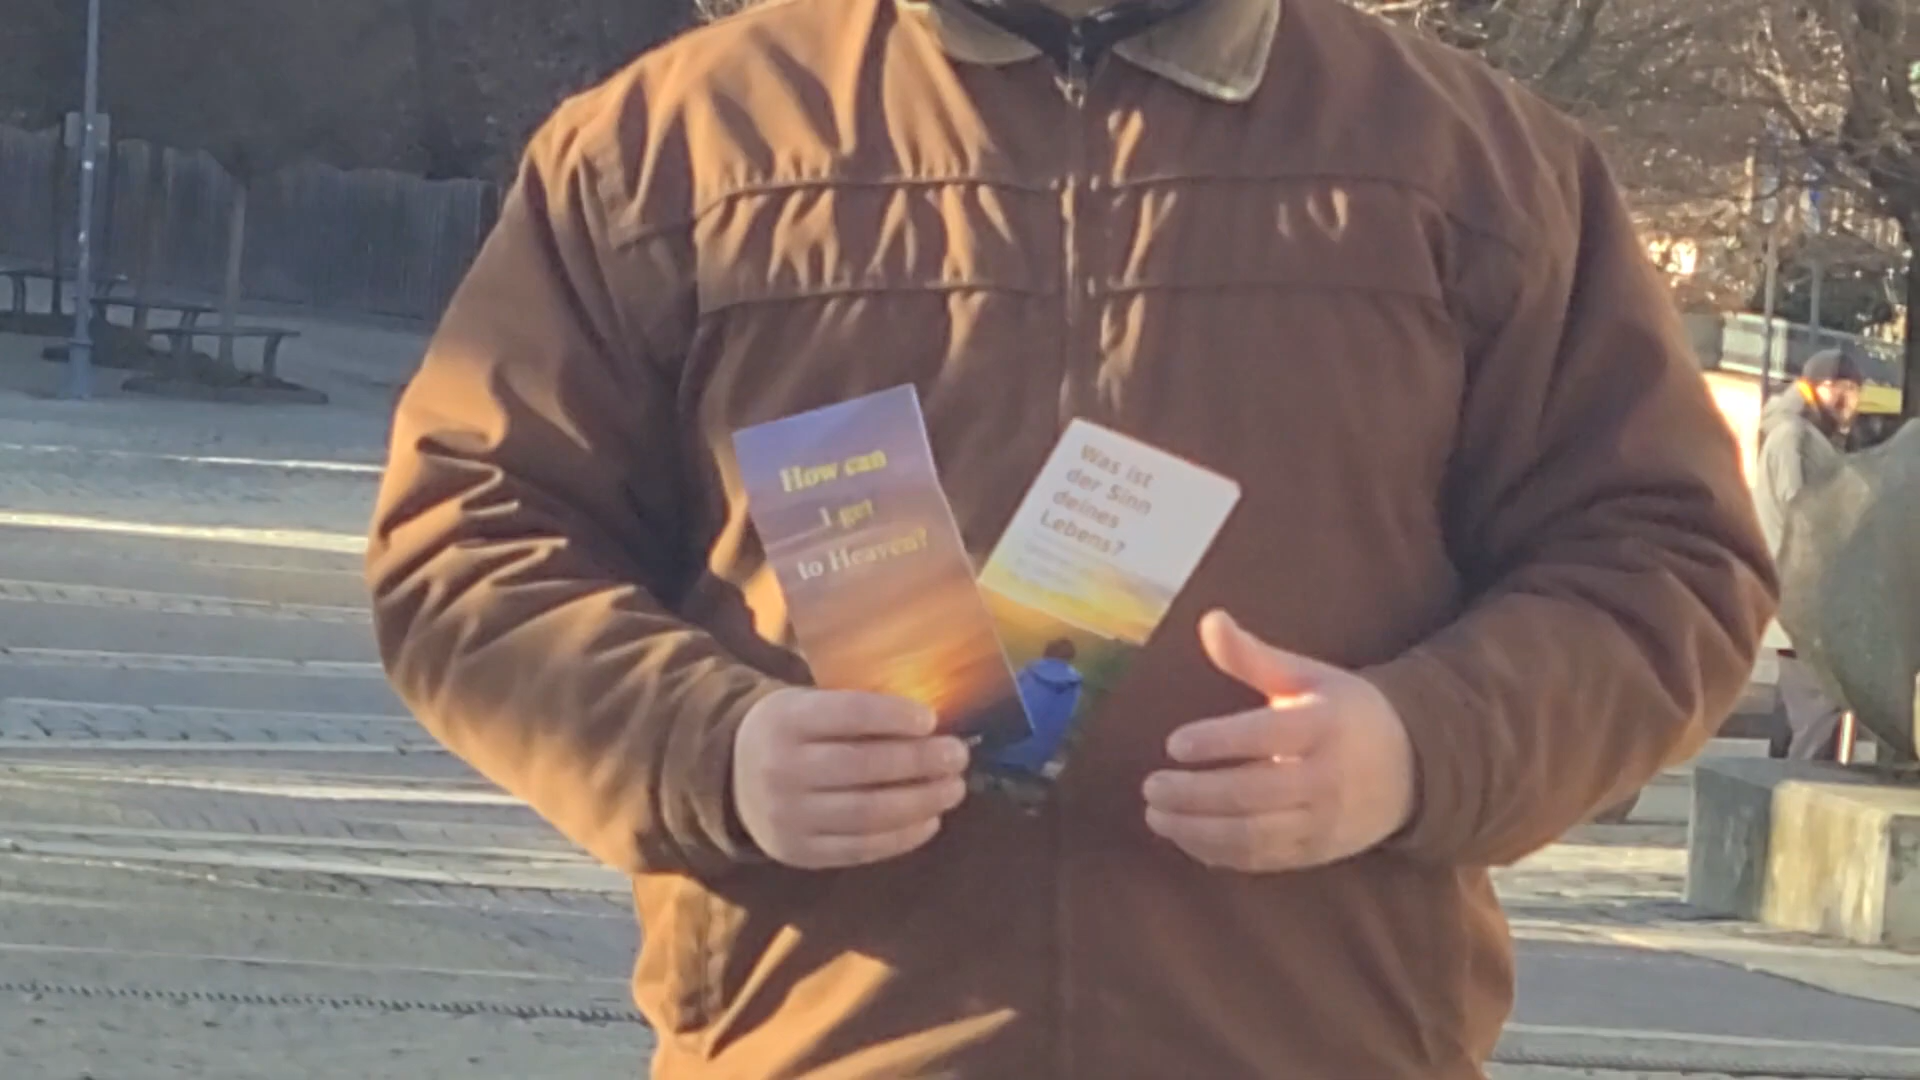 How can
I get
to Heaven?
Was ist
der Sinn
deines
Lebens?